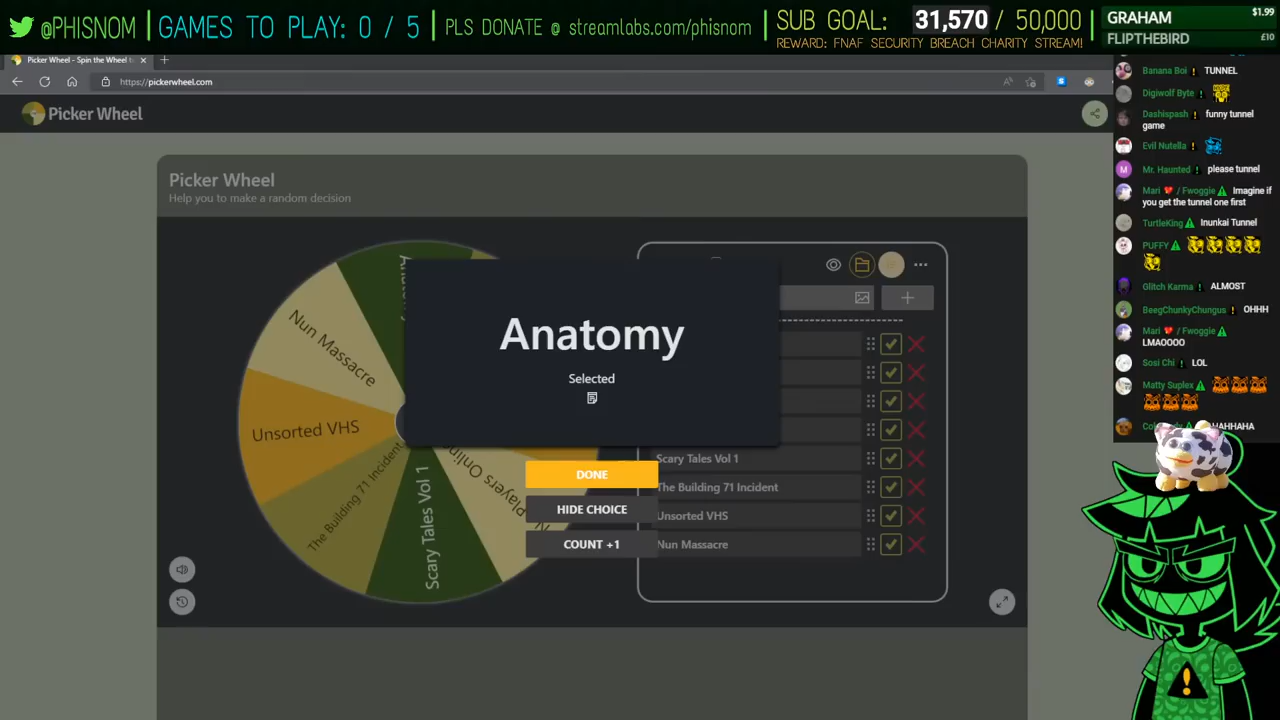 @PHISNOM
GAMES TO PLAY: 0 / 5
PLS DONATE @ streamlabs.com/phisnom
SUB GOAL: 31,570 / 50,000
REWARD: FNAF SECURITY BREACH CHARITY STREAM!
GRAHAM $1.99
FLIPTHEBIRD £10
Picker Wheel - Spin the Wheel t
https://pickerwheel.com
Picker Wheel
Picker Wheel
Help you to make a random decision
Nun Massacre
Unsorted VHS
The Building 71 Incident
Scary Tales Vol 1
Players Online
Anatomy
Selected
DONE
HIDE CHOICE
COUNT +1
Scary Tales Vol 1
The Building 71 Incident
Unsorted VHS
Nun Massacre
Banana Boi TUNNEL
Digiwolf Byte
Dashispash funny tunnel
game
Evil Nutella
Mr. Haunted please tunnel
Mari / Fwoggie Imagine if
you get the tunnel one first
TurtleKing Inunkai Tunnel
PUFFY
Glitch Karma ALMOST
BeegChunkyChungus OHHH
Mari / Fwoggie
LMAOOOO
Sosi Chi LOL
Matty Suplex